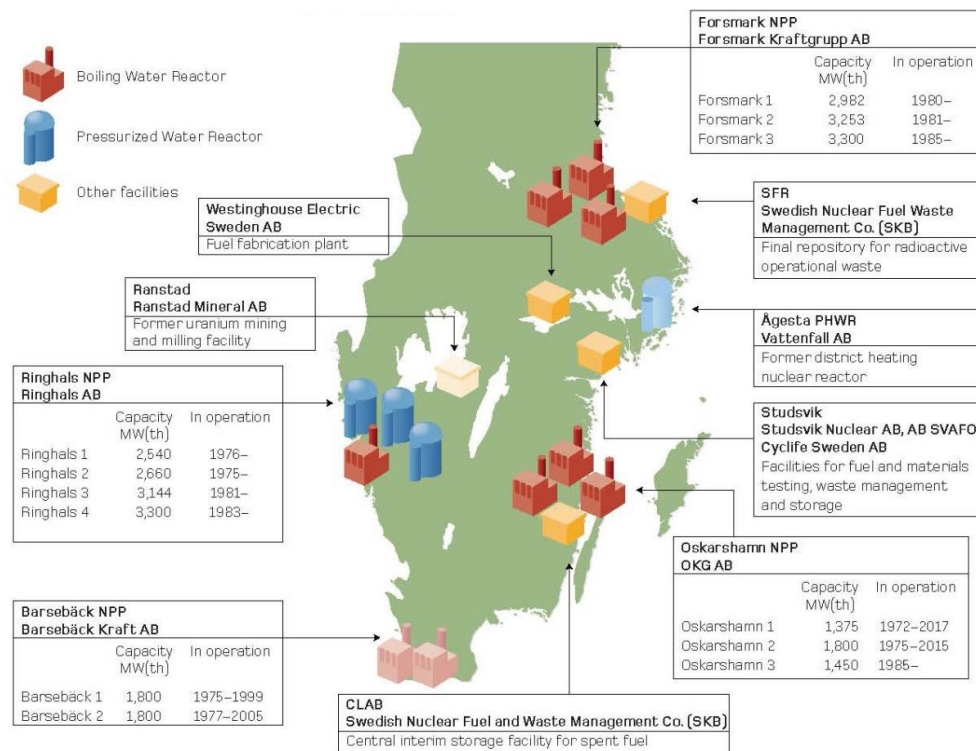 Boiling Water Reactor
Pressurized Water Reactor
Other facilities
Forsmark NPP
Forsmark Kraftgrupp AB
Capacity In operation
MW(th)
Forsmark 1 2,982 1980–
Forsmark 2 3,253 1981–
Forsmark 3 3,300 1985–
SFR
Swedish Nuclear Fuel Waste
Management Co. (SKB)
Final repository for radioactive
operational waste
Westinghouse Electric
Sweden AB
Fuel fabrication plant
Ranstad
Ranstad Mineral AB
Former uranium mining
and milling facility
Ågesta PHWR
Vattenfall AB
Former district heating
nuclear reactor
Ringhals NPP
Ringhals AB
Capacity In operation
MW(th)
Ringhals 1 2,540 1976–
Ringhals 2 2,660 1975–
Ringhals 3 3,144 1981–
Ringhals 4 3,300 1983–
Studsvik
Studsvik Nuclear AB, AB SVAFO
Cyclife Sweden AB
Facilities for fuel and materials
testing, waste management
and storage
Oskarshamn NPP
OKG AB
Capacity In operation
MW(th)
Oskarshamn 1 1,375 1972–2017
Oskarshamn 2 1,800 1975–2015
Oskarshamn 3 1,450 1985–
Barsebäck NPP
Barsebäck Kraft AB
Capacity In operation
MW(th)
Barsebäck 1 1,800 1975–1999
Barsebäck 2 1,800 1977–2005
CLAB
Swedish Nuclear Fuel and Waste Management Co. (SKB)
Central interim storage facility for spent fuel